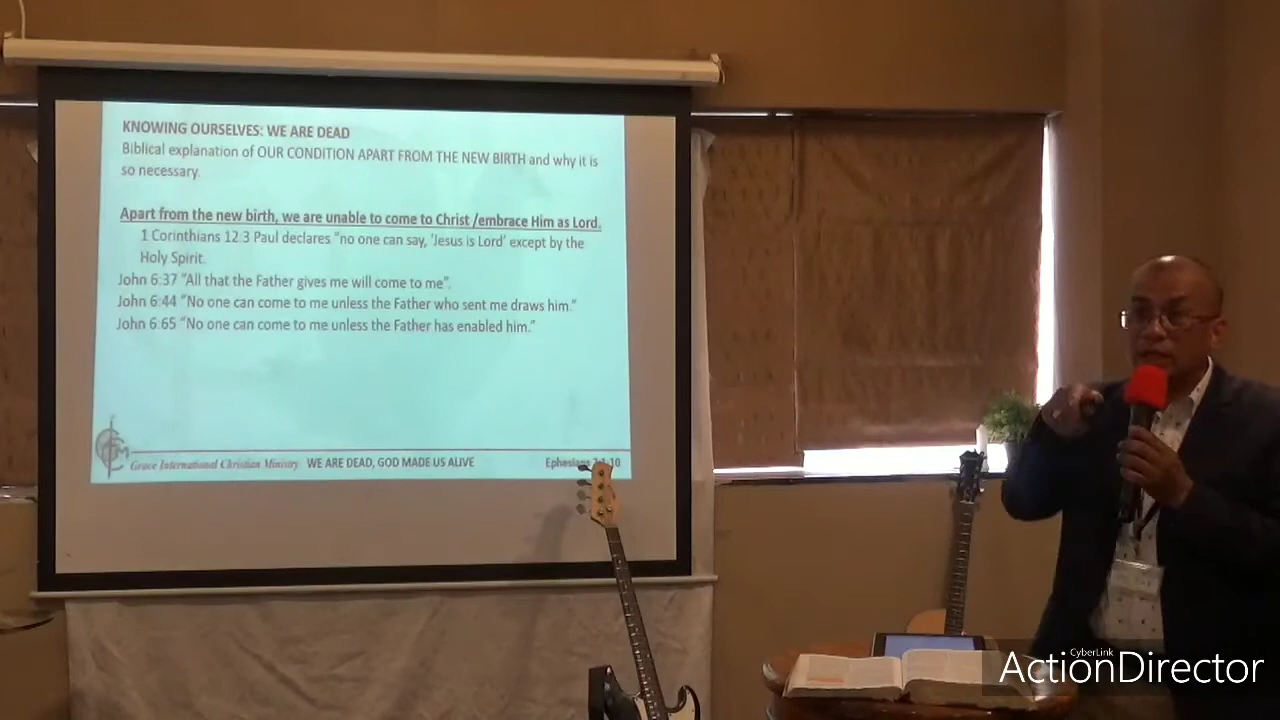 KNOWING OURSELVES: WE ARE DEAD
Biblical explanation of OUR CONDITION APART FROM THE NEW BIRTH and why it is
so necessary.
Apart from the new birth, we are unable to come to Christ /embrace Him as Lord.
1 Corinthians 12:3 Paul declares "no one can say, 'Jesus is Lord' except by the
Holy Spirit.
John 6:37 "All that the Father gives me will come to me".
John 6:44 "No one can come to me unless the Father who sent me draws him."
John 6:65 "No one can come to me unless the Father has enabled him."
Grace International Christian Ministry WE ARE DEAD, GOD MADE US ALIVE Ephesians 2:1-10
CyberLink
ActionDirector